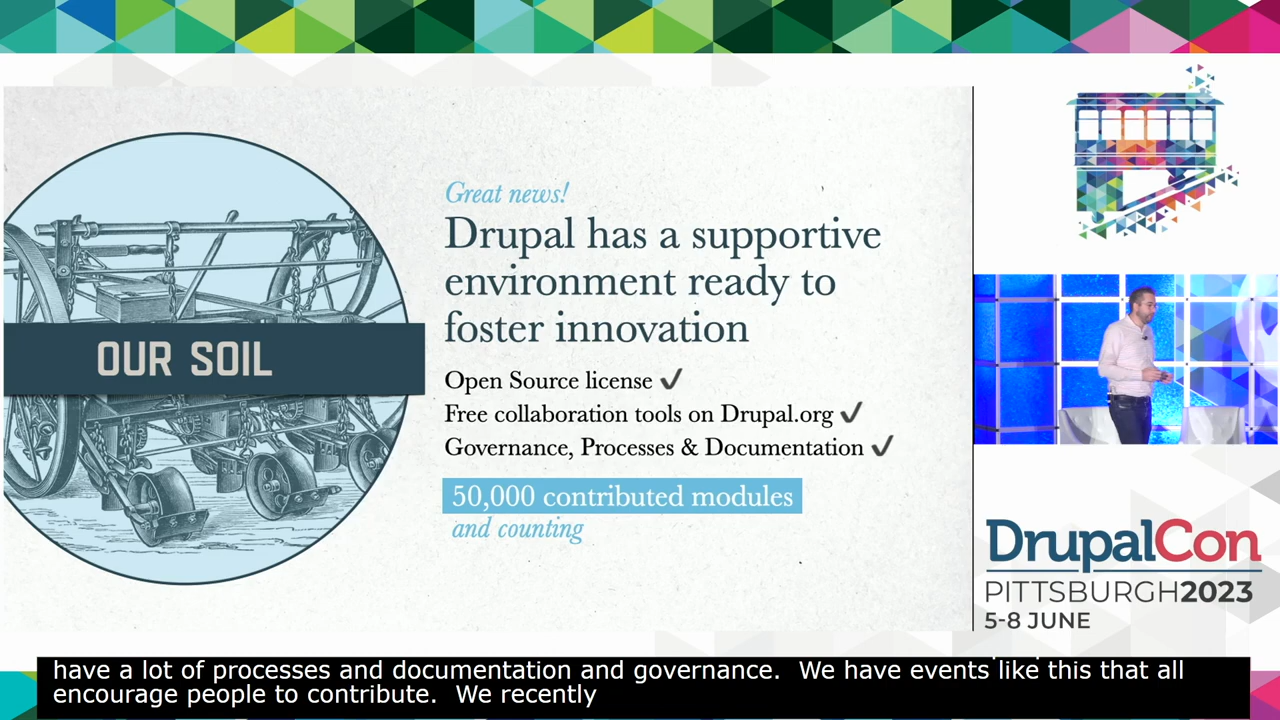 OUR SOIL
Great news!
Drupal has a supportive
environment ready to
foster innovation
Open Source license ✓
Free collaboration tools on Drupal.org ✓
Governance, Processes & Documentation ✓
50,000 contributed modules
and counting
DrupalCon
PITTSBURGH2023
5-8 JUNE
have a lot of processes and documentation and governance.  We have events like this that all
encourage people to contribute.  We recently